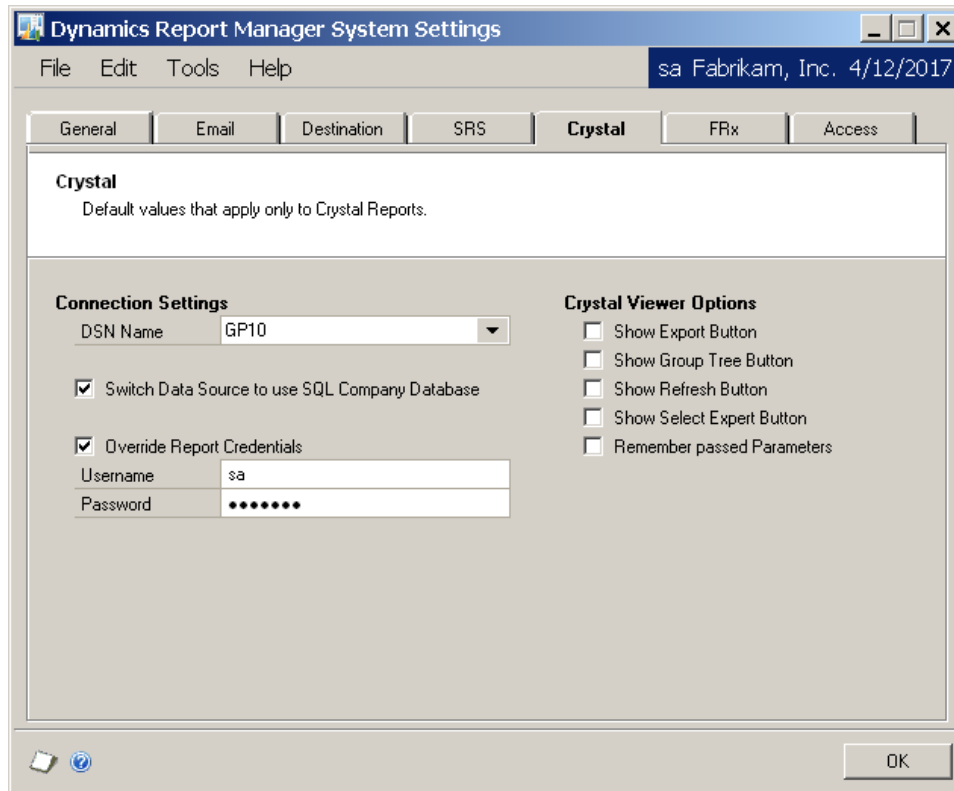 Dynamics Report Manager System Settings
File Edit Tools Help
sa Fabrikam, Inc. 4/12/2017
General Email Destination SRS Crystal FRx Access
Crystal
Default values that apply only to Crystal Reports.
Connection Settings
DSN Name GP10
Switch Data Source to use SQL Company Database
Override Report Credentials
Username sa
Password •••••••
Crystal Viewer Options
Show Export Button
Show Group Tree Button
Show Refresh Button
Show Select Expert Button
Remember passed Parameters
OK